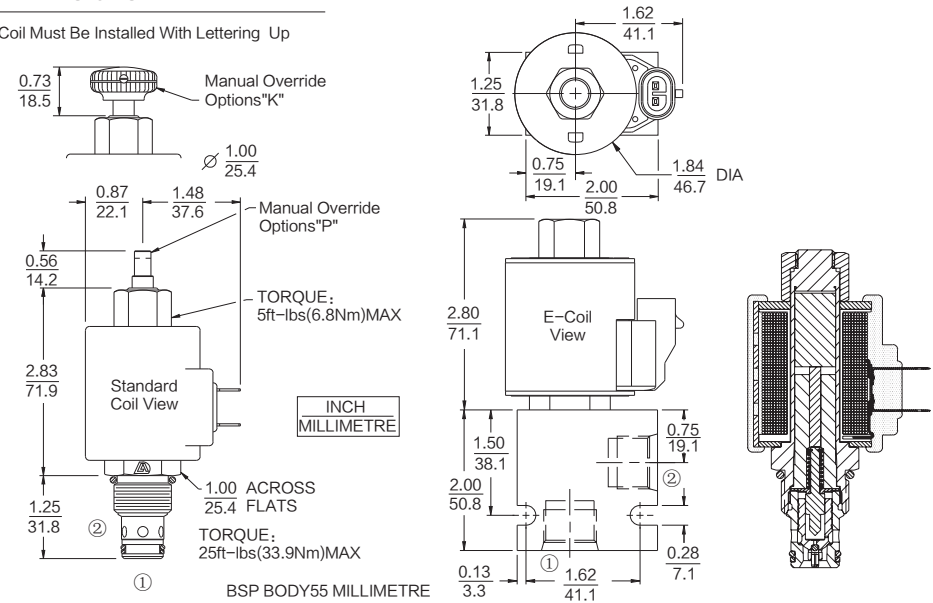 Coil Must Be Installed With Lettering Up
0.73
18.5
Manual Override
Options"K"
⌀ 1.00
25.4
0.87
22.1
1.48
37.6
Manual Override
Options"P"
0.56
14.2
TORQUE:
5ft-lbs(6.8Nm)MAX
2.83
71.9
Standard
Coil View
INCH
MILLIMETRE
1.00 ACROSS
25.4 FLATS
1.25
31.8
②
TORQUE:
25ft-lbs(33.9Nm)MAX
①
BSP BODY55 MILLIMETRE
1.62
41.1
1.25
31.8
0.75
19.1
2.00
50.8
1.84 DIA
46.7
2.80
71.1
E-Coil
View
1.50
38.1
0.75
19.1
2.00
50.8
②
①
0.13
3.3
1.62
41.1
0.28
7.1